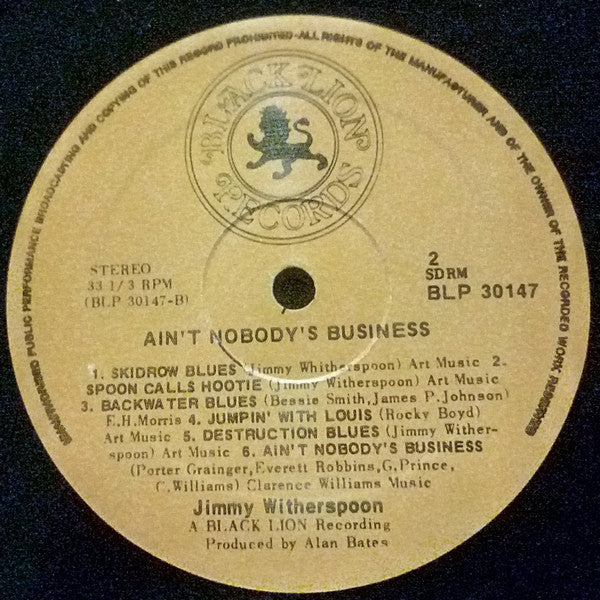 UNAUTHORIZED PUBLIC PERFORMANCE BROADCASTING AND COPYING OF THIS RECORD PROHIBITED-ALL RIGHTS OF THE MANUFACTURER AND OF THE OWNER OF THE RECORDED WORK RESERVED
BLACK LION
RECORDS
STEREO
33 1/3 RPM
(BLP 30147-B)
2
SDRM
BLP 30147
AIN'T NOBODY'S BUSINESS
1. SKIDROW BLUES (Jimmy Whitherspoon) Art Music 2.
SPOON CALLS HOOTIE (Jimmy Witherspoon) Art Music
3. BACKWATER BLUES (Bessie Smith,James P.Johnson)
E.H.Morris 4. JUMPIN' WITH LOUIS (Rocky Boyd)
Art Music 5. DESTRUCTION BLUES (Jimmy Wither-
spoon) Art Music 6. AIN'T NOBODY'S BUSINESS
(Porter Grainger,Everett Robbins,G,Prince,
C,Williams) Clarence Williams Music
Jimmy Witherspoon
A BLACK LION Recording
Produced by Alan Bates